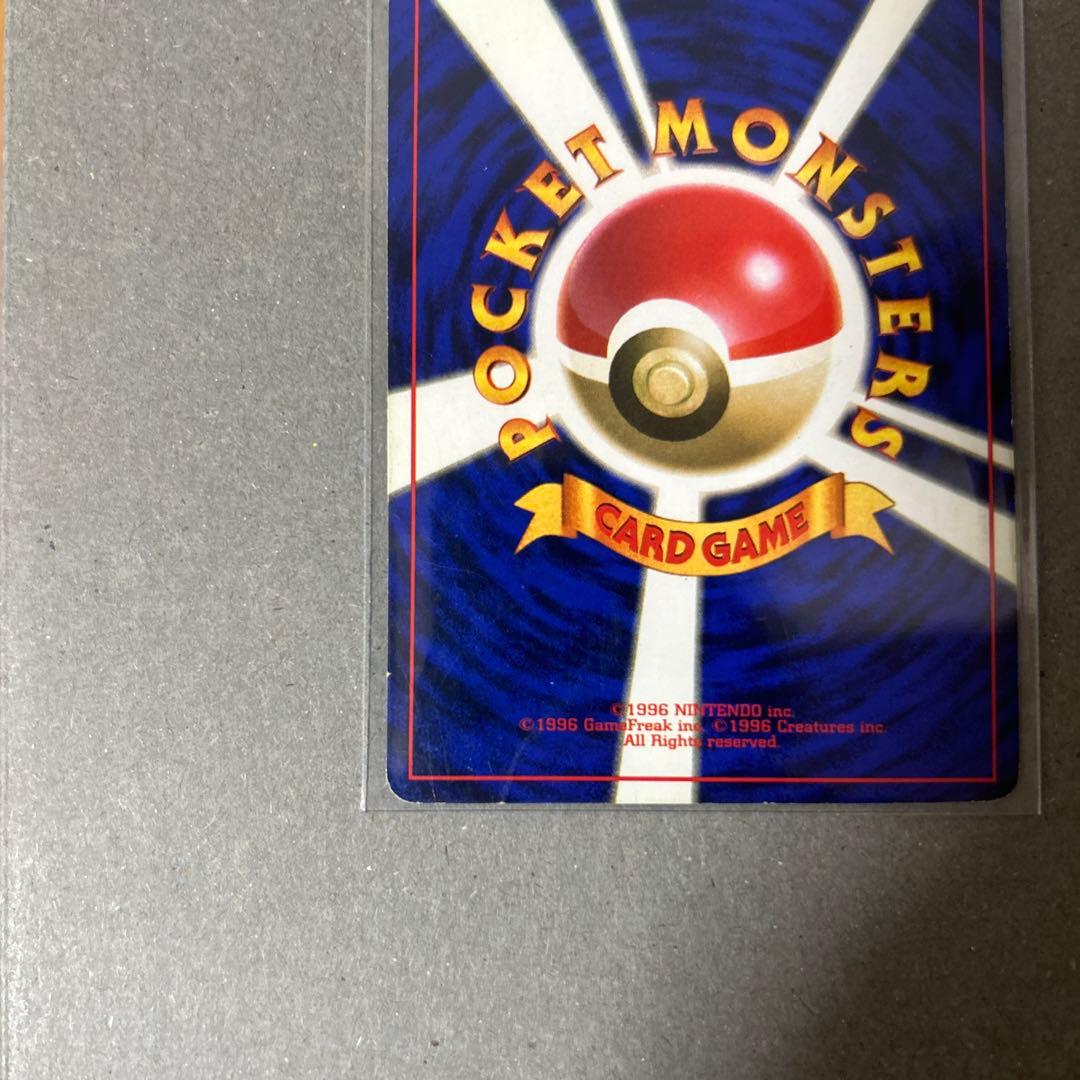 POCKET MONSTERS
CARD GAME
©1996 NINTENDO inc.
©1996 GameFreak inc. ©1996 Creatures inc.
All Rights reserved.